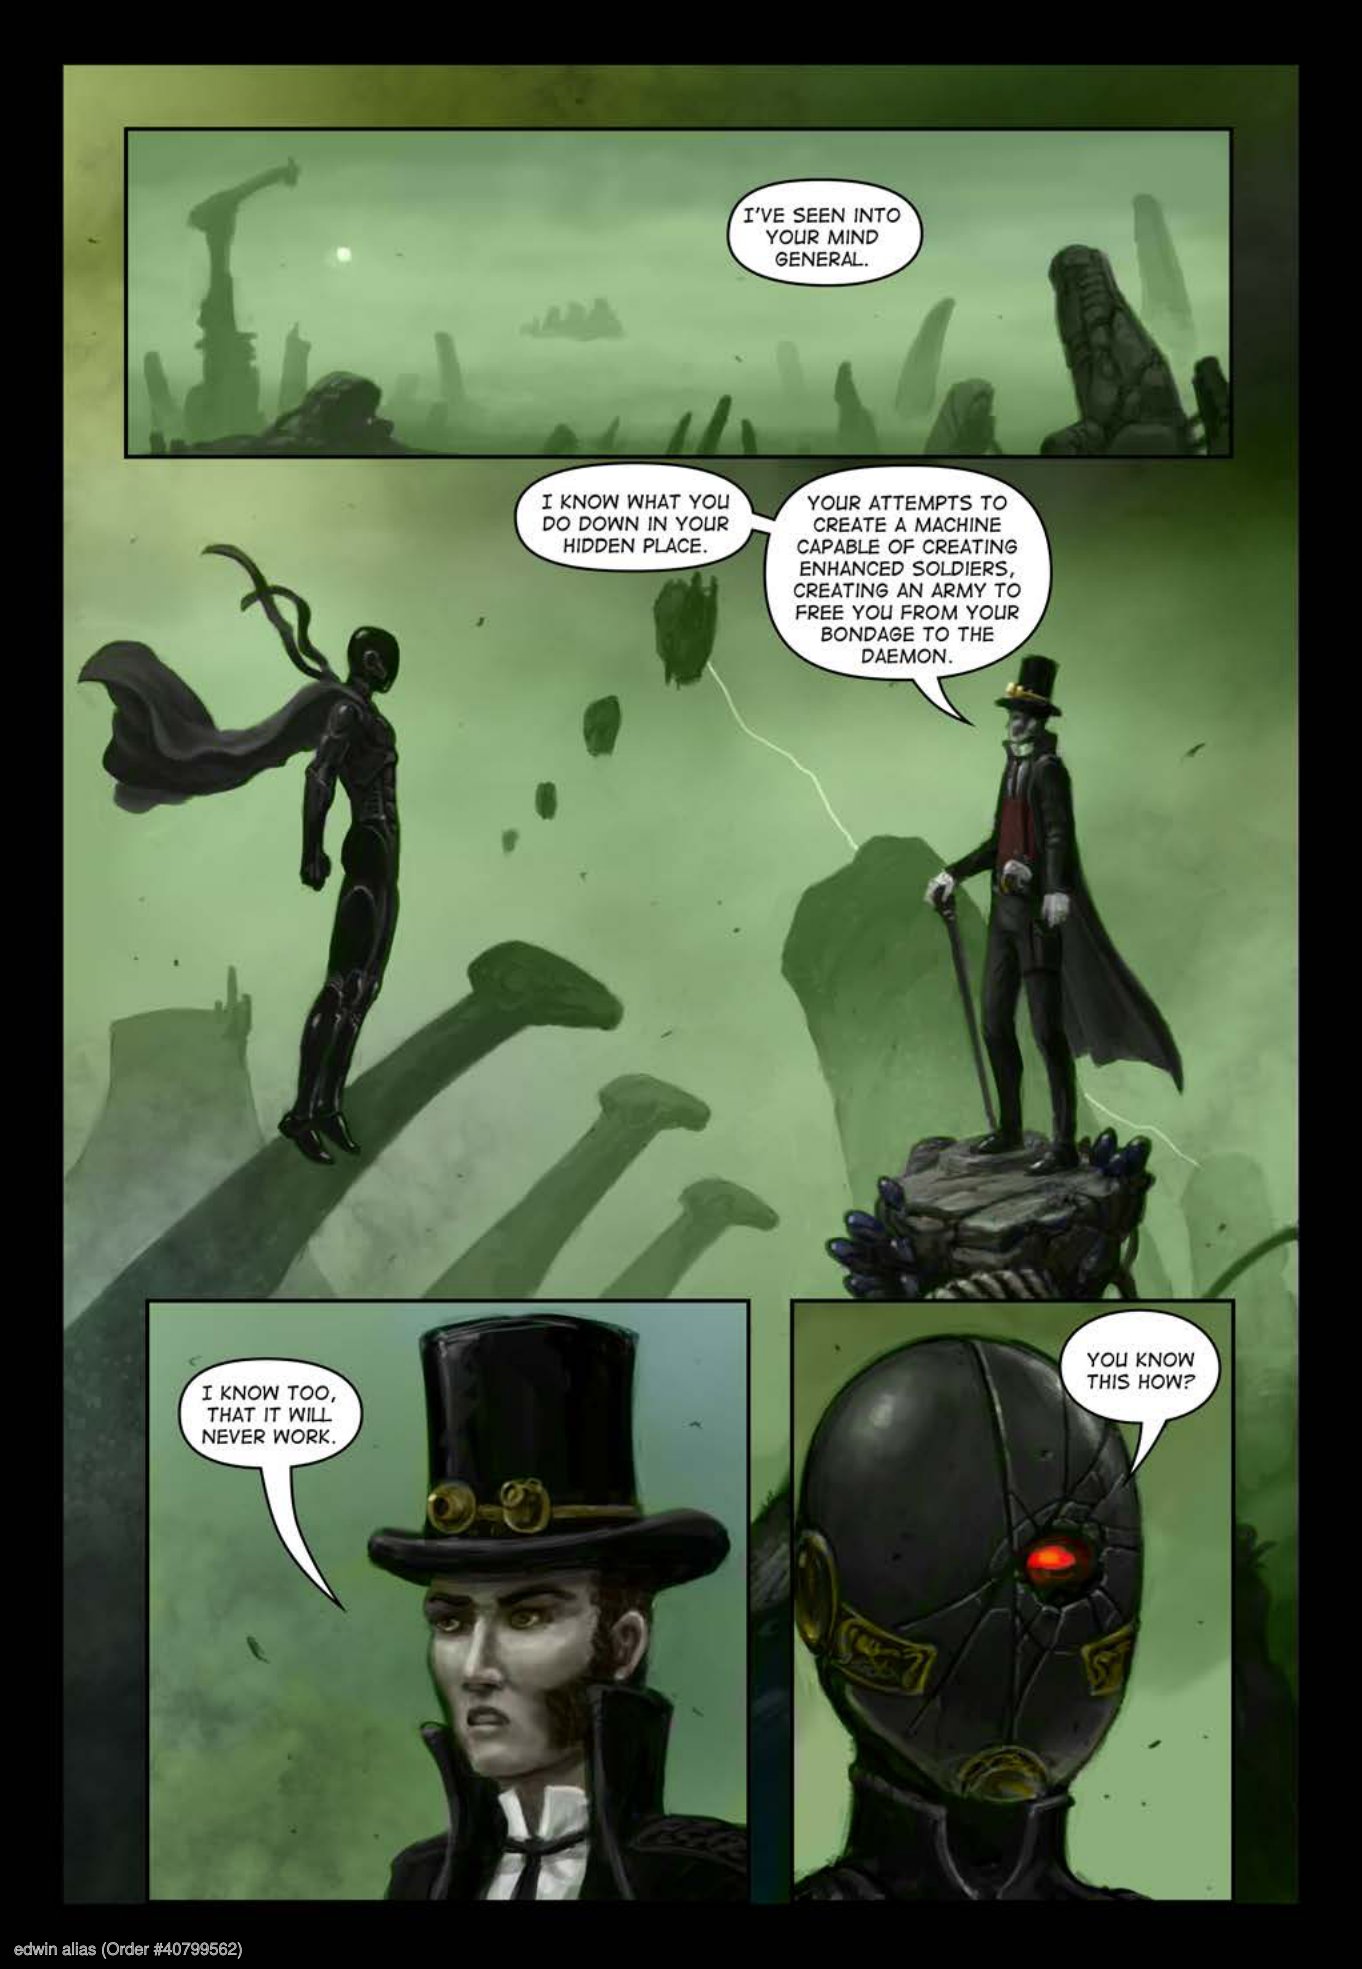 I'VE SEEN INTO
YOUR MIND
GENERAL.
I KNOW WHAT YOU
DO DOWN IN YOUR
HIDDEN PLACE.
YOUR ATTEMPTS TO
CREATE A MACHINE
CAPABLE OF CREATING
ENHANCED SOLDIERS,
CREATING AN ARMY TO
FREE YOU FROM YOUR
BONDAGE TO THE
DAEMON.
I KNOW TOO,
THAT IT WILL
NEVER WORK.
YOU KNOW
THIS HOW?
edwin alias (Order #40799562)